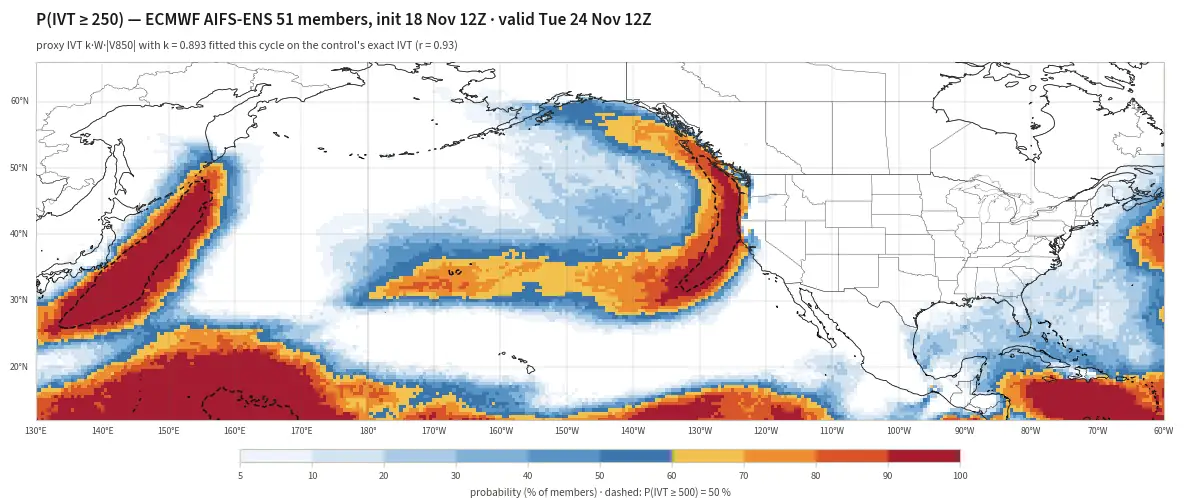 P(IVT ≥ 250) — ECMWF AIFS-ENS 51 members, init 18 Nov 12Z · valid Tue 24 Nov 12Z
proxy IVT k·W·|V850| with k = 0.893 fitted this cycle on the control's exact IVT (r = 0.93)
60°N
50°N
40°N
30°N
20°N
130°E 140°E 150°E 160°E 170°E 180° 170°W 160°W 150°W 140°W 130°W 120°W 110°W 100°W 90°W 80°W 70°W 60°W
5 10 20 30 40 50 60 70 80 90 100
probability (% of members) · dashed: P(IVT ≥ 500) = 50 %